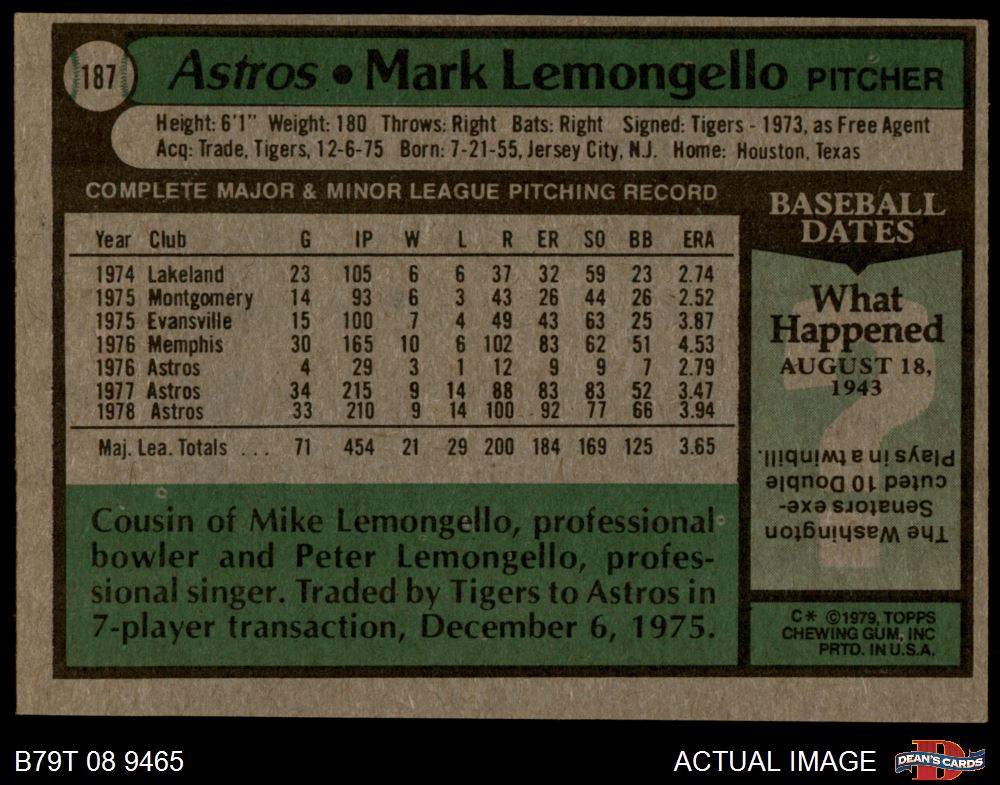 187
Astros • Mark Lemongello PITCHER
Height: 6'1" Weight: 180 Throws: Right Bats: Right Signed: Tigers - 1973, as Free Agent
Acq: Trade, Tigers, 12-6-75 Born: 7-21-55, Jersey City, N.J. Home: Houston, Texas
COMPLETE MAJOR & MINOR LEAGUE PITCHING RECORD
Year Club G IP W L R ER SO BB ERA
1974 Lakeland 23 105 6 6 37 32 59 23 2.74
1975 Montgomery 14 93 6 3 43 26 44 26 2.52
1975 Evansville 15 100 7 4 49 43 63 25 3.87
1976 Memphis 30 165 10 6 102 83 62 51 4.53
1976 Astros 4 29 3 1 12 9 9 7 2.79
1977 Astros 34 215 9 14 88 83 83 52 3.47
1978 Astros 33 210 9 14 100 92 77 66 3.94
Maj. Lea. Totals ... 71 454 21 29 200 184 169 125 3.65
Cousin of Mike Lemongello, professional
bowler and Peter Lemongello, profes-
sional singer. Traded by Tigers to Astros in
7-player transaction, December 6, 1975.
BASEBALL
DATES
What
Happened
AUGUST 18,
1943
?
The Washington
Senators exe-
cuted 10 Double
Plays in a twinbill.
C* ©1979, TOPPS
CHEWING GUM, INC
PRTD. IN U.S.A.
B79T 08 9465
ACTUAL IMAGE
DEAN'S CARDS